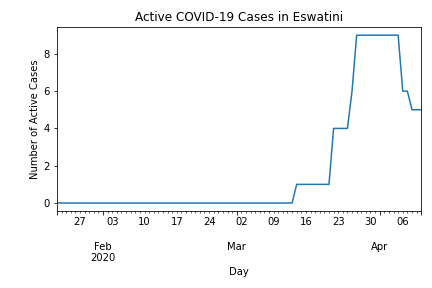 Active COVID-19 Cases in Eswatini
Number of Active Cases
8
6
4
2
0
27 03 10 17 24 02 09 16 23 30 06
Feb Mar Apr
2020
Day